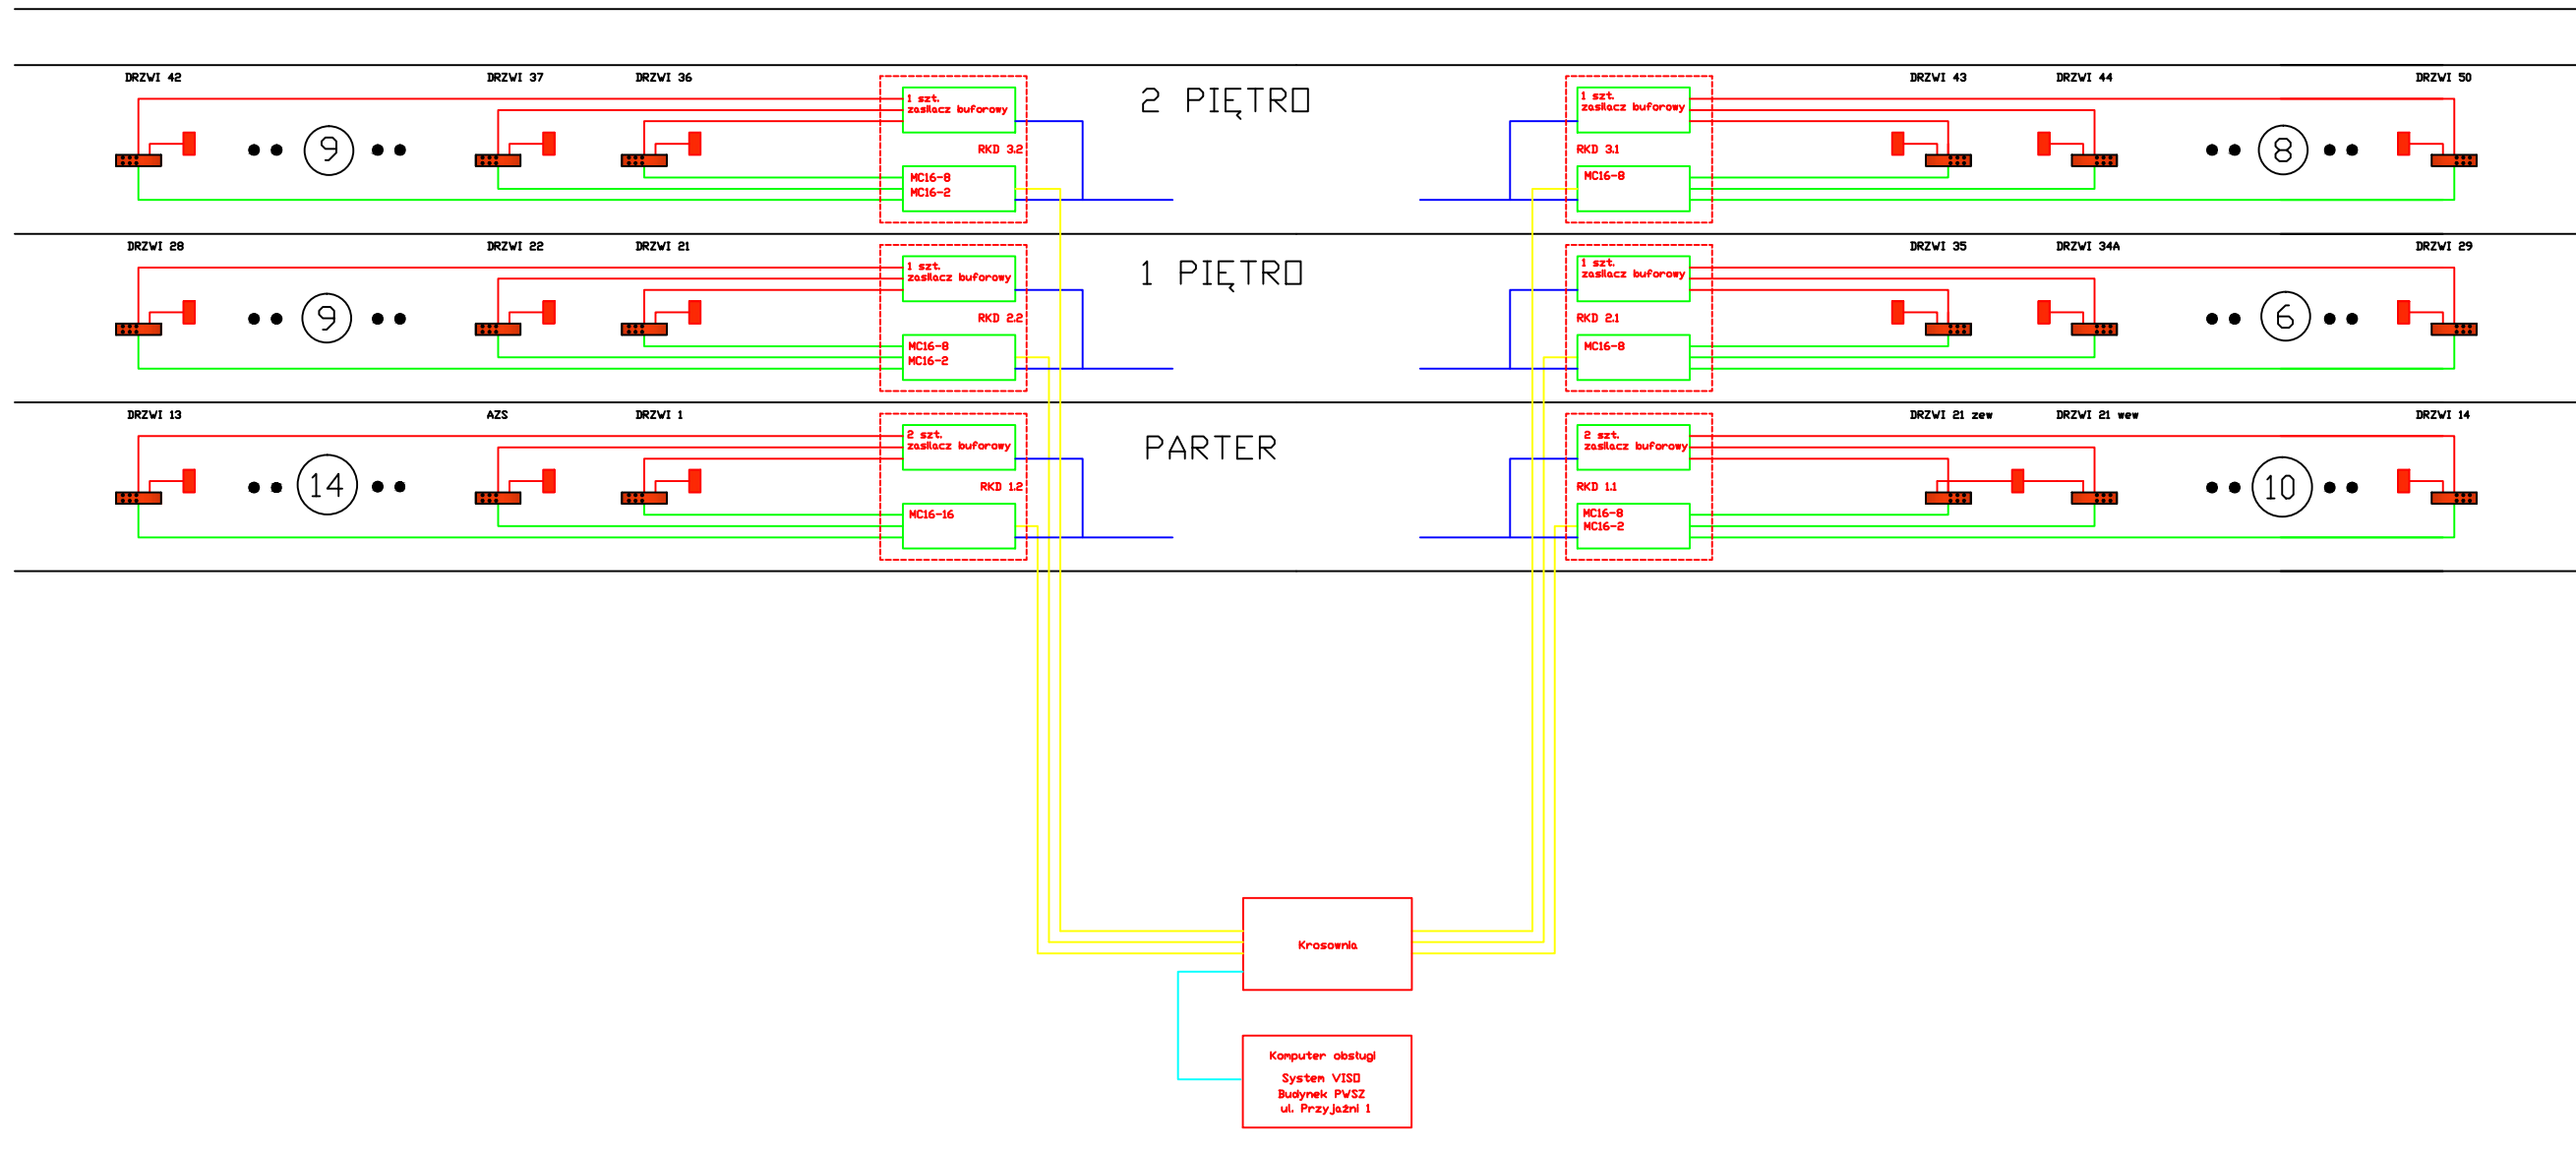 DRZWI 42
DRZWI 37
DRZWI 36
1 szt.
zasilacz buforowy
RKD 3.2
MC16-8
MC16-2
9
2 PIĘTRO
1 szt.
zasilacz buforowy
RKD 3.1
MC16-8
DRZWI 43
DRZWI 44
DRZWI 50
8
DRZWI 28
DRZWI 22
DRZWI 21
1 szt.
zasilacz buforowy
RKD 2.2
MC16-8
MC16-2
9
1 PIĘTRO
1 szt.
zasilacz buforowy
RKD 2.1
MC16-8
DRZWI 35
DRZWI 34A
DRZWI 29
6
DRZWI 13
AZS
DRZWI 1
2 szt.
zasilacz buforowy
RKD 1.2
MC16-16
14
PARTER
2 szt.
zasilacz buforowy
RKD 1.1
MC16-8
MC16-2
DRZWI 21 zew
DRZWI 21 wew
DRZWI 14
10
Krosownia
Komputer obsługi
System VISO
Budynek PWSZ
ul. Przyjaźni 1